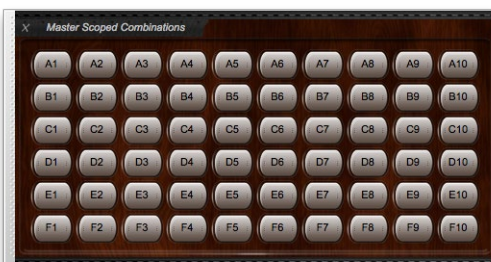 X Master Scoped Combinations
A1 A2 A3 A4 A5 A6 A7 A8 A9 A10
B1 B2 B3 B4 B5 B6 B7 B8 B9 B10
C1 C2 C3 C4 C5 C6 C7 C8 C9 C10
D1 D2 D3 D4 D5 D6 D7 D8 D9 D10
E1 E2 E3 E4 E5 E6 E7 E8 E9 E10
F1 F2 F3 F4 F5 F6 F7 F8 F9 F10